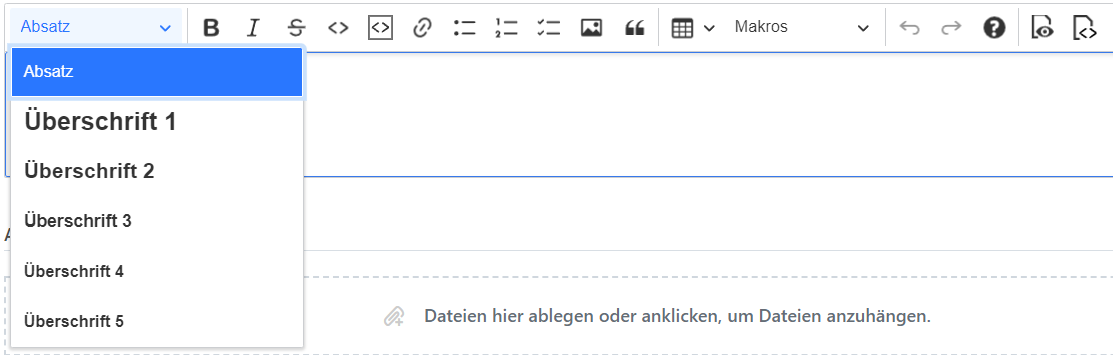 Absatz
Makros
Absatz
Überschrift 1
Überschrift 2
Überschrift 3
Überschrift 4
Überschrift 5
Dateien hier ablegen oder anklicken, um Dateien anzuhängen.